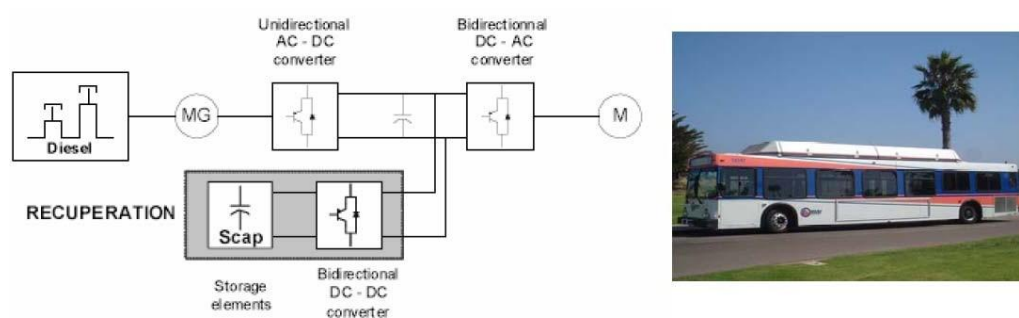 Unidirectional
AC - DC
converter
Bidirectionnal
DC - AC
converter
Diesel
MG
M
RECUPERATION
Scap
Storage
elements
Bidirectional
DC - DC
converter